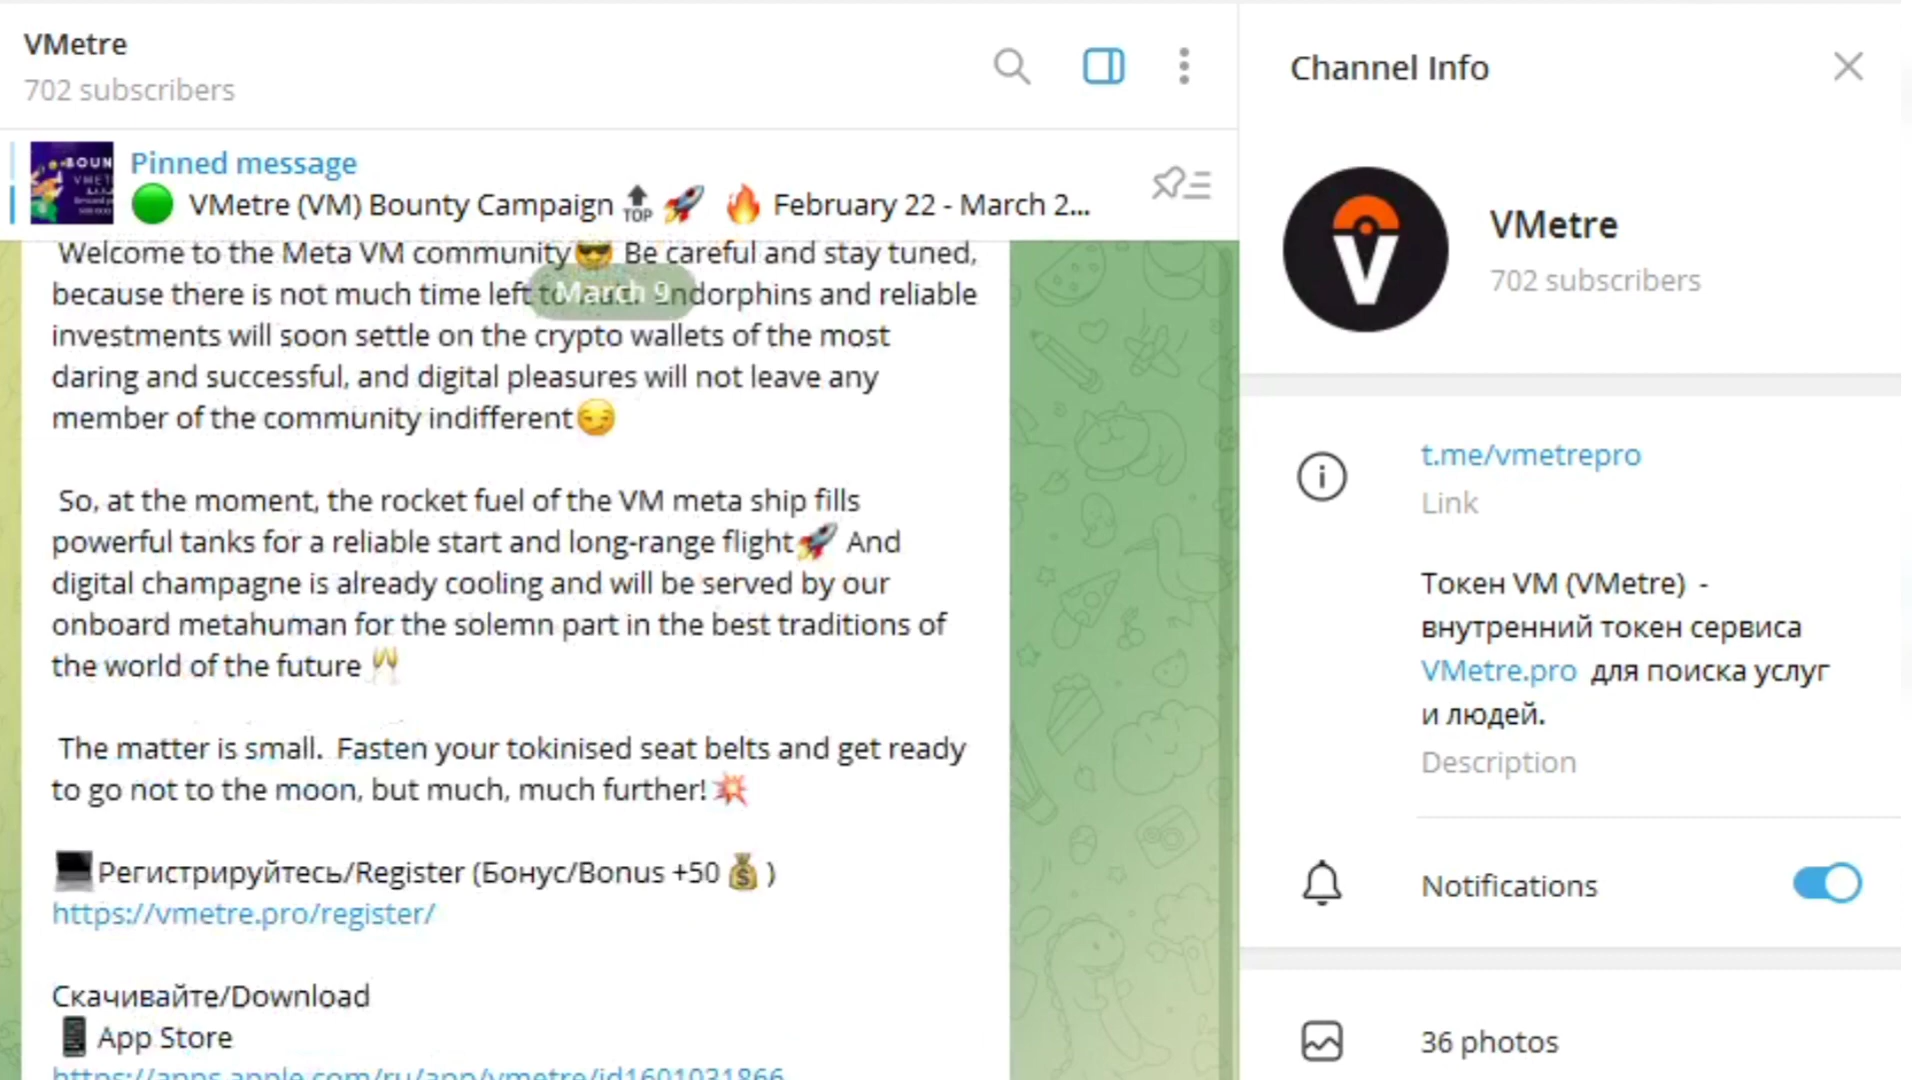 VMetre
702 subscribers
Pinned message
🟢 VMetre (VM) Bounty Campaign 🔝 🚀 🔥 February 22 - March 2...
Welcome to the Meta VM community😎 Be careful and stay tuned,
March 9
because there is not much time left to ndorphins and reliable
investments will soon settle on the crypto wallets of the most
daring and successful, and digital pleasures will not leave any
member of the community indifferent😏
So, at the moment, the rocket fuel of the VM meta ship fills
powerful tanks for a reliable start and long-range flight🚀 And
digital champagne is already cooling and will be served by our
onboard metahuman for the solemn part in the best traditions of
the world of the future🥂
The matter is small. Fasten your tokinised seat belts and get ready
to go not to the moon, but much, much further!💥
💻Регистрируйтесь/Register (Бонус/Bonus +50💰)
https://vmetre.pro/register/
Скачивайте/Download
📱 App Store
https://apps.apple.com/ru/app/vmetre/id1601031866
Channel Info
VMetre
702 subscribers
t.me/vmetrepro
Link
Токен VM (VMetre) -
внутренний токен сервиса
VMetre.pro для поиска услуг
и людей.
Description
Notifications
36 photos